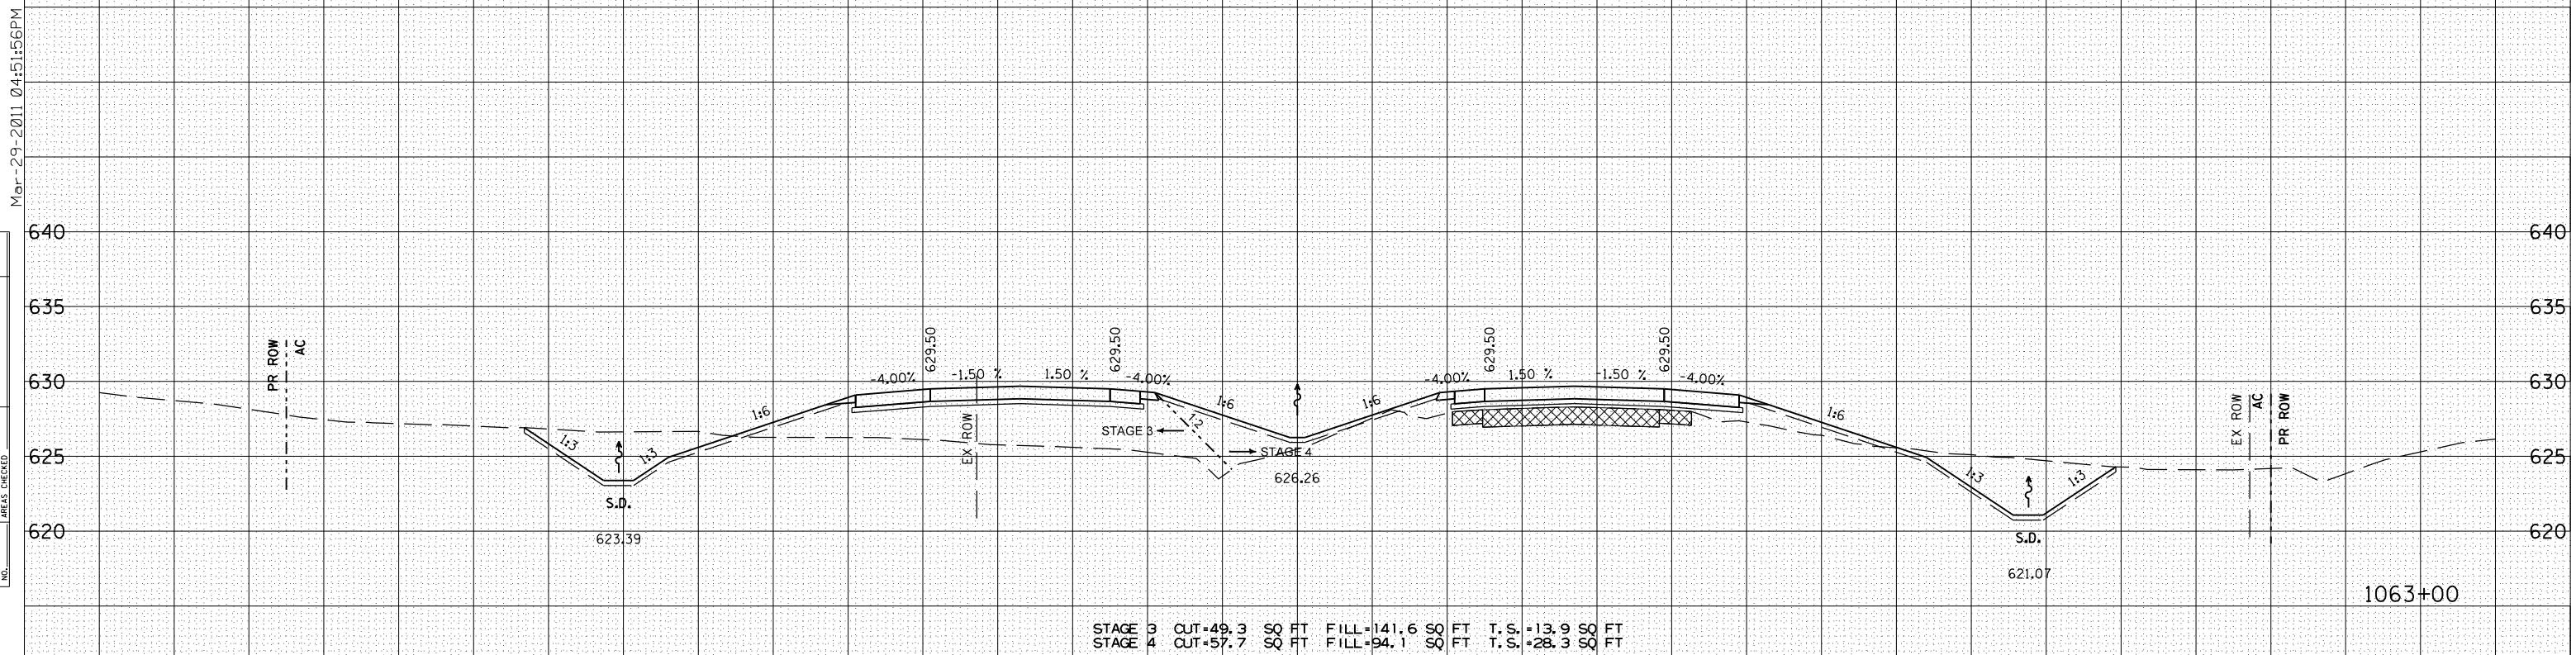 Mar-29-2011 04:51:56PM
AREAS CHECKED
NO.
640
640
635
635
630
630
625
625
620
620
PR ROW
AC
1:3
1:3
S.D.
623.39
1:6
-4.00%
629.50
-1.50 %
EX ROW
1.50 %
629.50
-4.00%
1:6
1:2
STAGE 3
STAGE 4
626.26
1:6
-4.00%
629.50
1.50 %
-1.50 %
629.50
-4.00%
1:6
1:3
1:3
S.D.
621.07
EX ROW
AC
PR ROW
1063+00
STAGE 3 CUT=49.3 SQ FT FILL=141.6 SQ FT T.S.=13.9 SQ FT
STAGE 4 CUT=57.7 SQ FT FILL=94.1 SQ FT T.S.=28.3 SQ FT